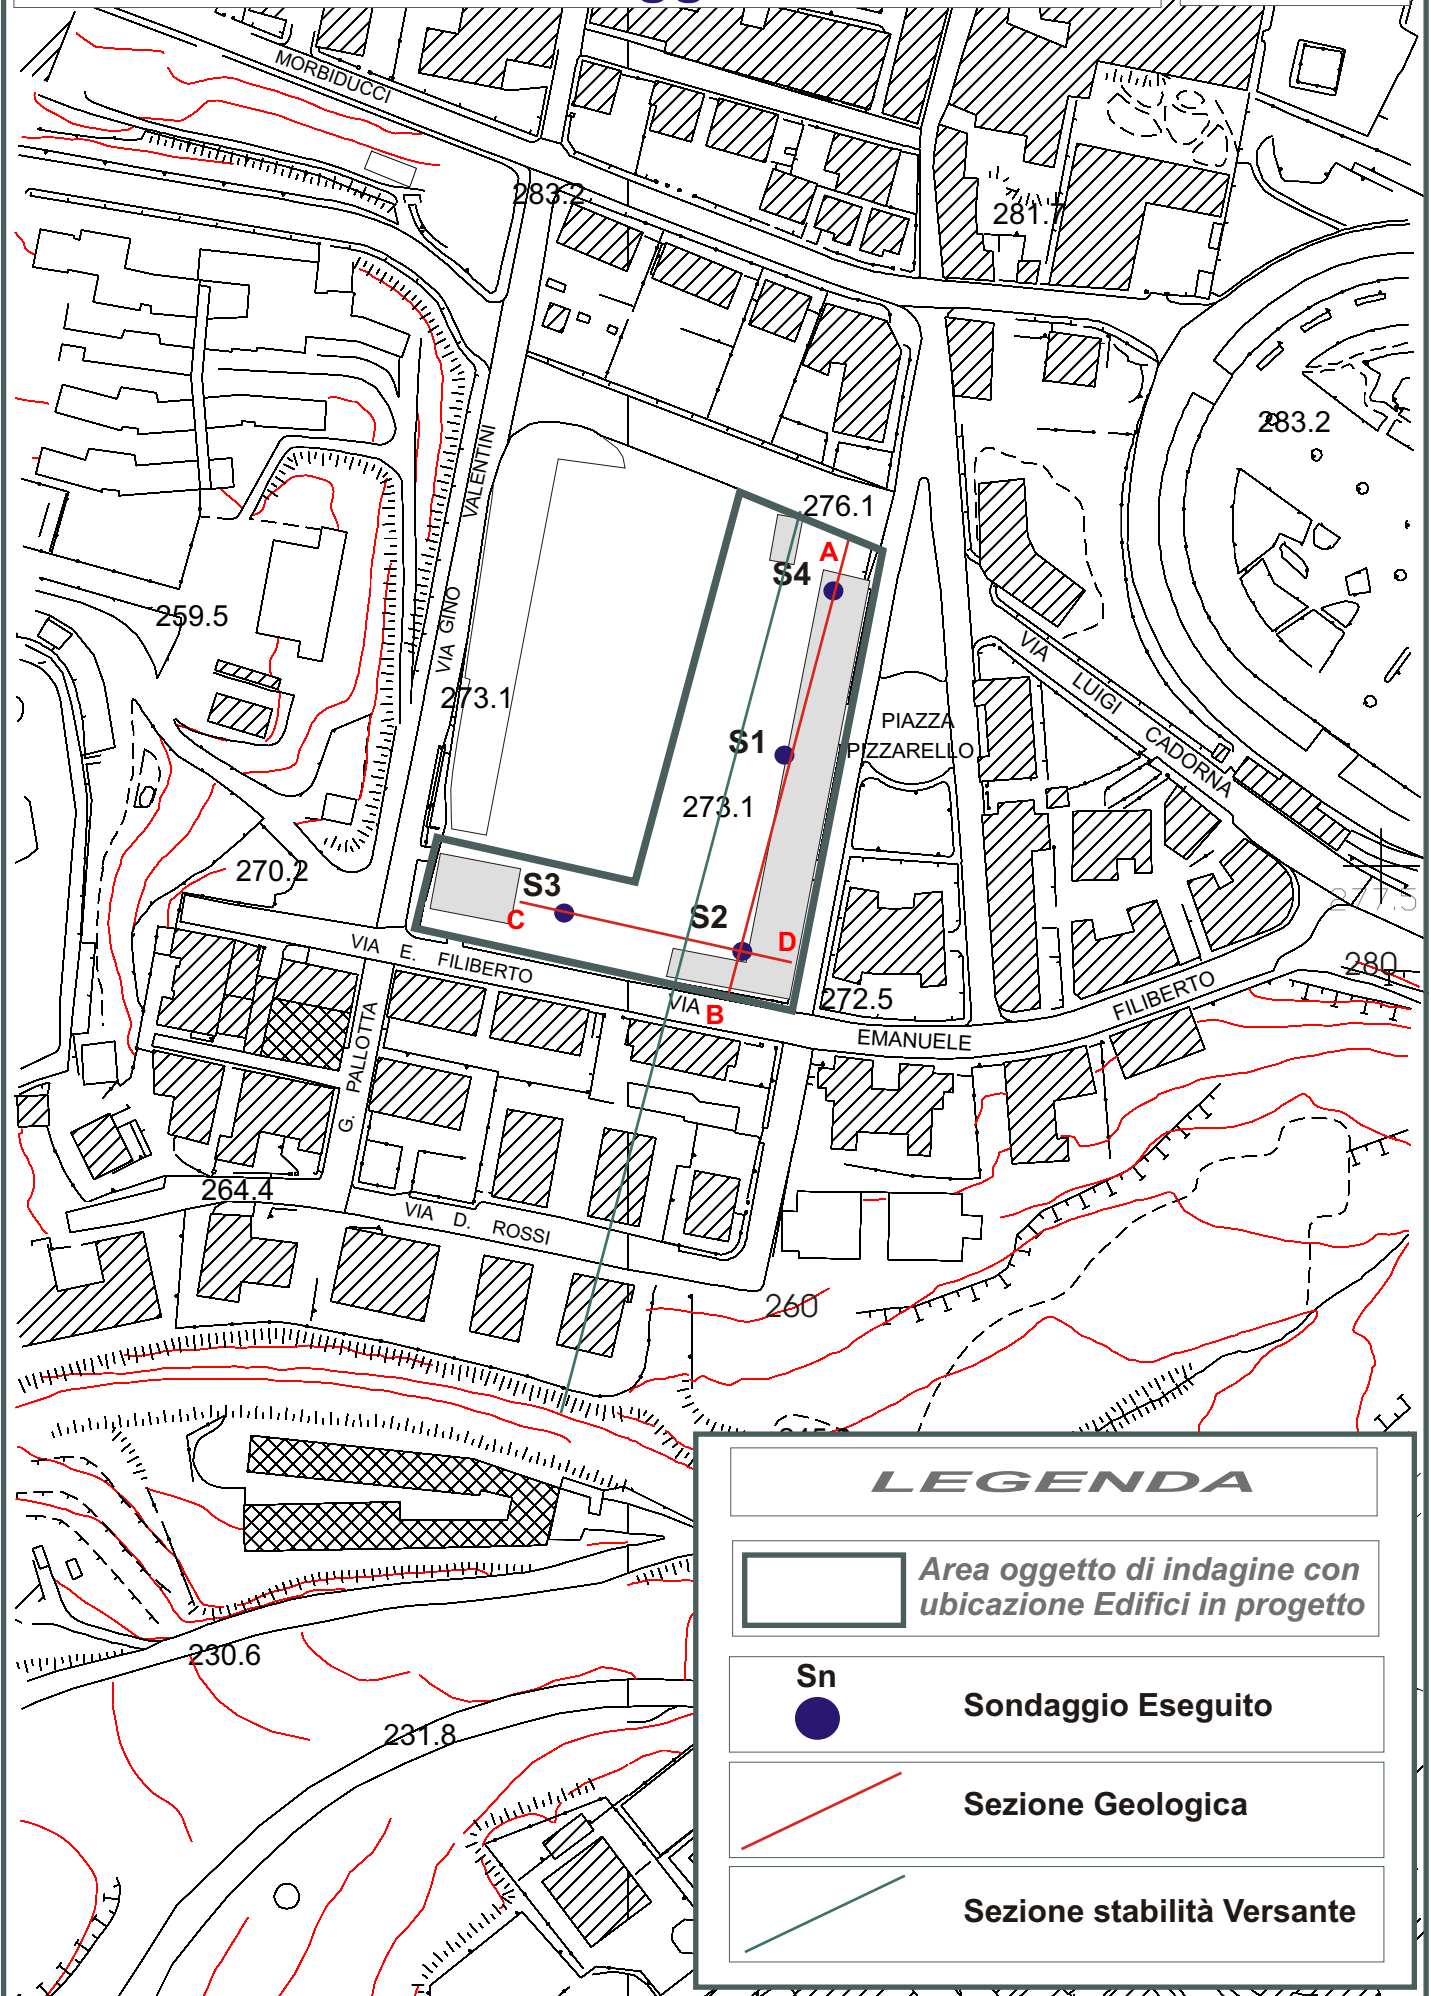 MORBIDUCCI
283.2
281.7
283.2
VALENTINI
VIA GINO
276.1
A
S4
259.5
VIA
LUIGI
CADORNA
273.1
PIAZZA
PIZZARELLO
S1
273.1
270.2
S3
C
S2
D
277.5
VIA E. FILIBERTO
280
VIA
B
272.5
FILIBERTO
EMANUELE
G. PALLOTTA
264.4
VIA D. ROSSI
260
LEGENDA
Area oggetto di indagine con
ubicazione Edifici in progetto
230.6
Sn
Sondaggio Eseguito
231.8
Sezione Geologica
Sezione stabilità Versante